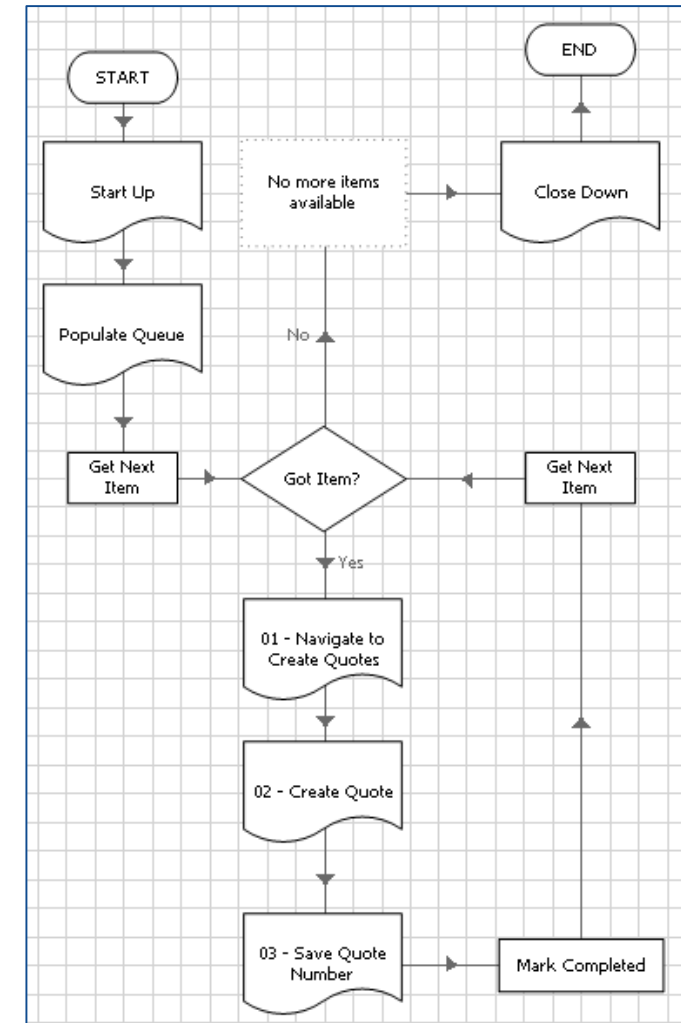 START
Start Up
Populate Queue
Get Next
Item
Got Item?
No
No more items
available
Close Down
END
Yes
01 - Navigate to
Create Quotes
02 - Create Quote
03 - Save Quote
Number
Mark Completed
Get Next
Item